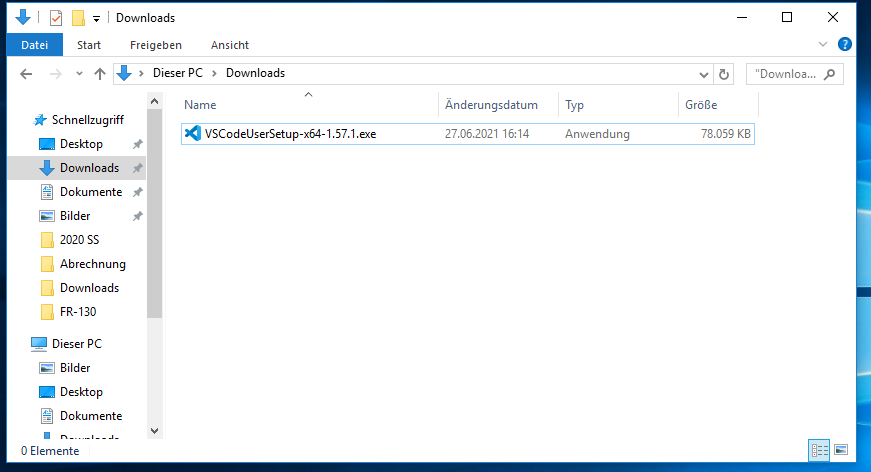 Downloads
Datei Start Freigeben Ansicht
Dieser PC Downloads "Downloa...
Name Änderungsdatum Typ Größe
VSCodeUserSetup-x64-1.57.1.exe 27.06.2021 16:14 Anwendung 78.059 KB
Schnellzugriff
Desktop
Downloads
Dokumente
Bilder
2020 SS
Abrechnung
Downloads
FR-130
Dieser PC
Bilder
Desktop
Dokumente
Downloads
0 Elemente